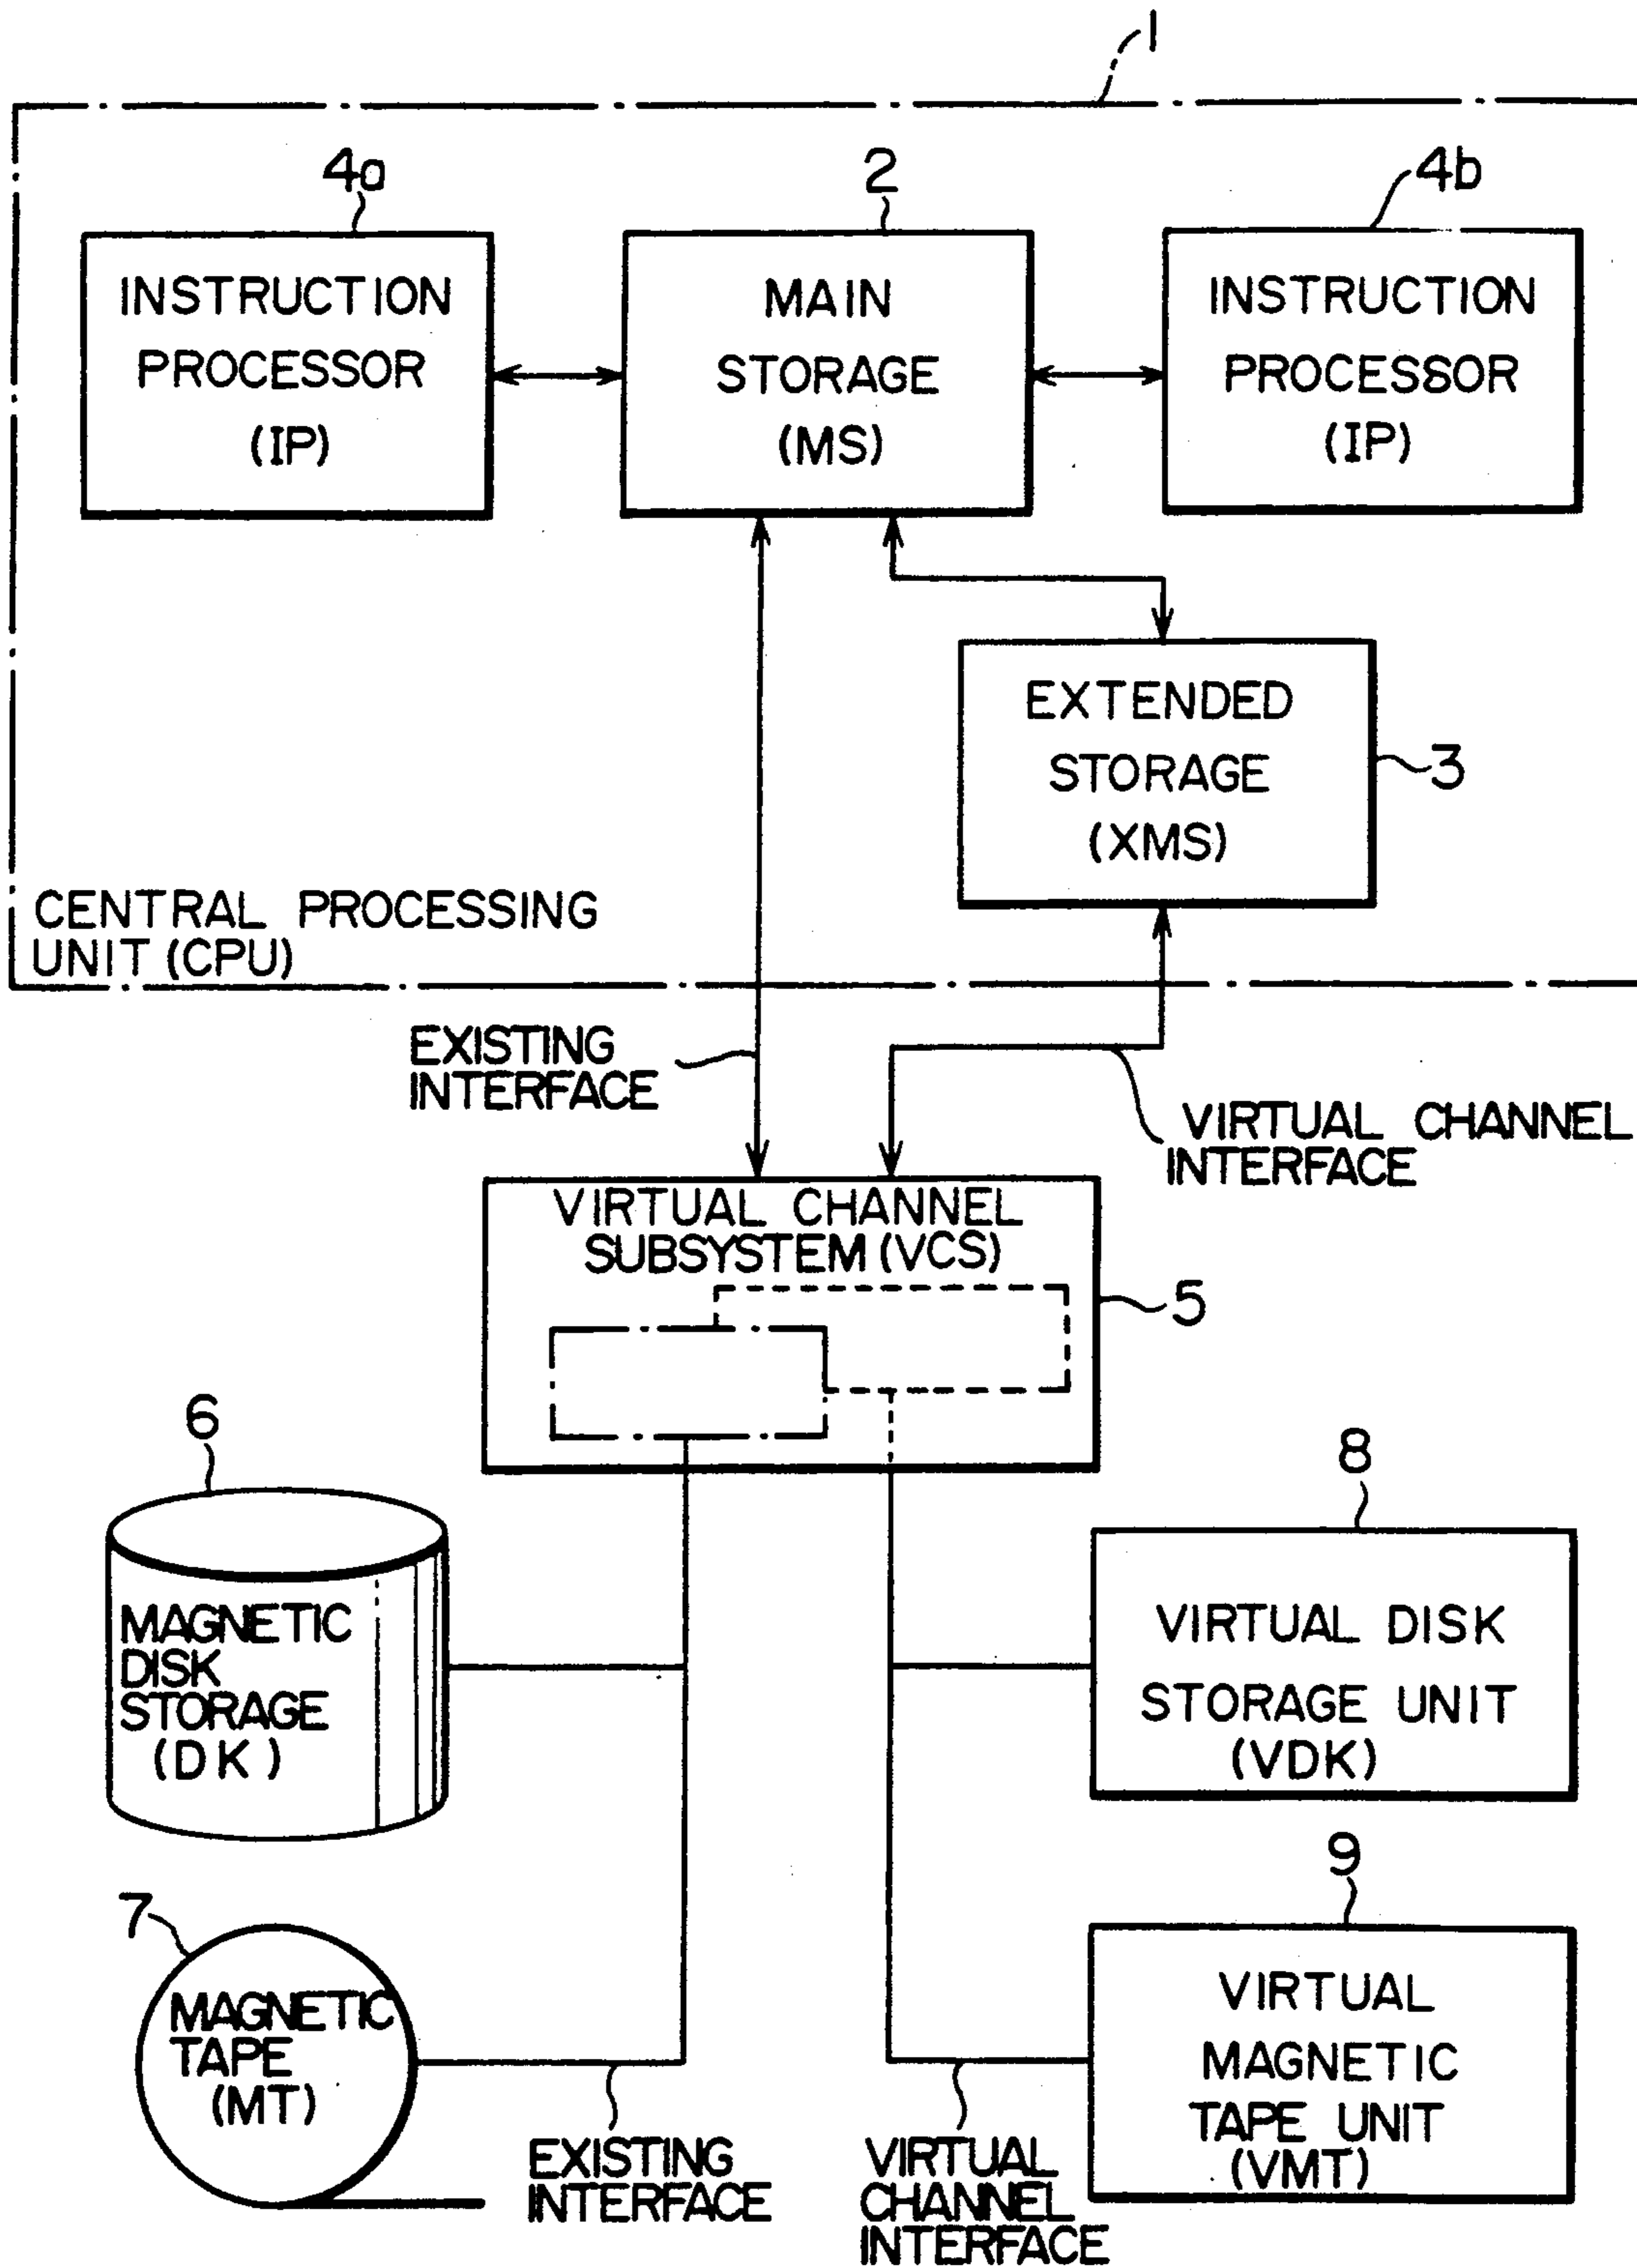 1
4a
2
4b
INSTRUCTION
PROCESSOR
(IP)
MAIN
STORAGE
(MS)
INSTRUCTION
PROCESSOR
(IP)
EXTENDED
STORAGE
(XMS)
3
CENTRAL PROCESSING
UNIT (CPU)
EXISTING
INTERFACE
VIRTUAL CHANNEL
INTERFACE
VIRTUAL CHANNEL
SUBSYSTEM (VCS)
5
6
MAGNETIC
DISK
STORAGE
(DK)
8
VIRTUAL DISK
STORAGE UNIT
(VDK)
7
MAGNETIC
TAPE
(MT)
9
VIRTUAL
MAGNETIC
TAPE UNIT
(VMT)
EXISTING
INTERFACE
VIRTUAL
CHANNEL
INTERFACE